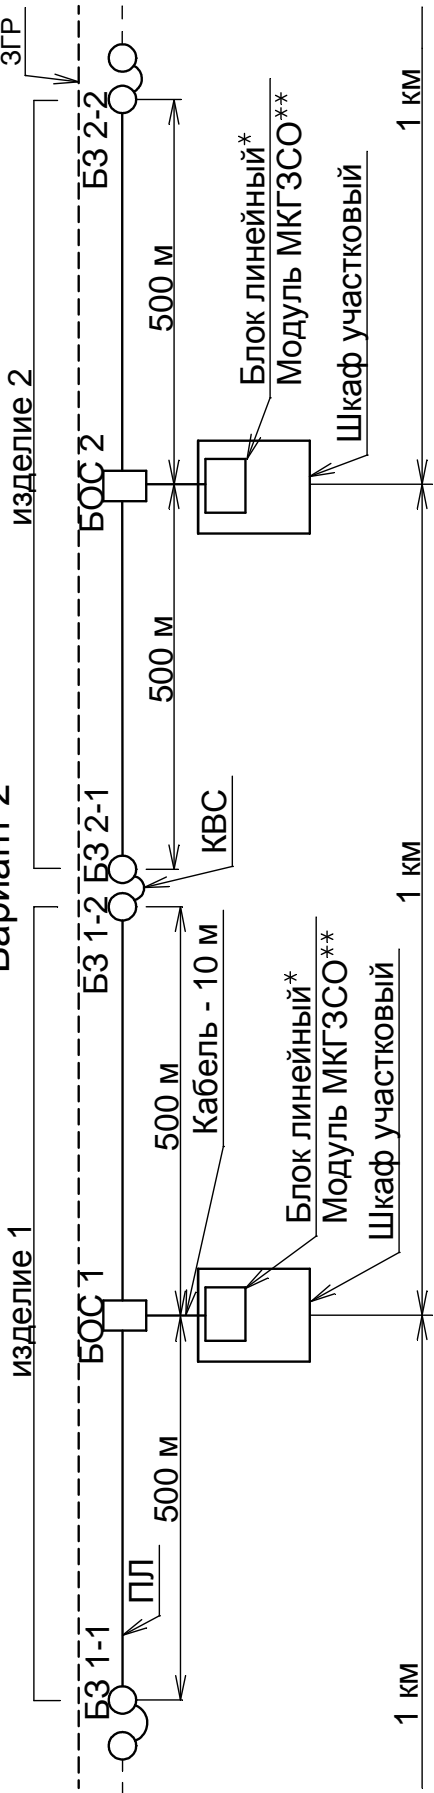 Вариант 2
изделие 1
изделие 2
ЗГР
БЗ 1-1
БОС 1
БЗ 1-2
БЗ 2-1
БОС 2
БЗ 2-2
ПЛ
500 м
500 м
КВС
500 м
500 м
Кабель - 10 м
Блок линейный*
Модуль МКГЗСО**
Шкаф участковый
Блок линейный*
Модуль МКГЗСО**
Шкаф участковый
1 км
1 км
1 км